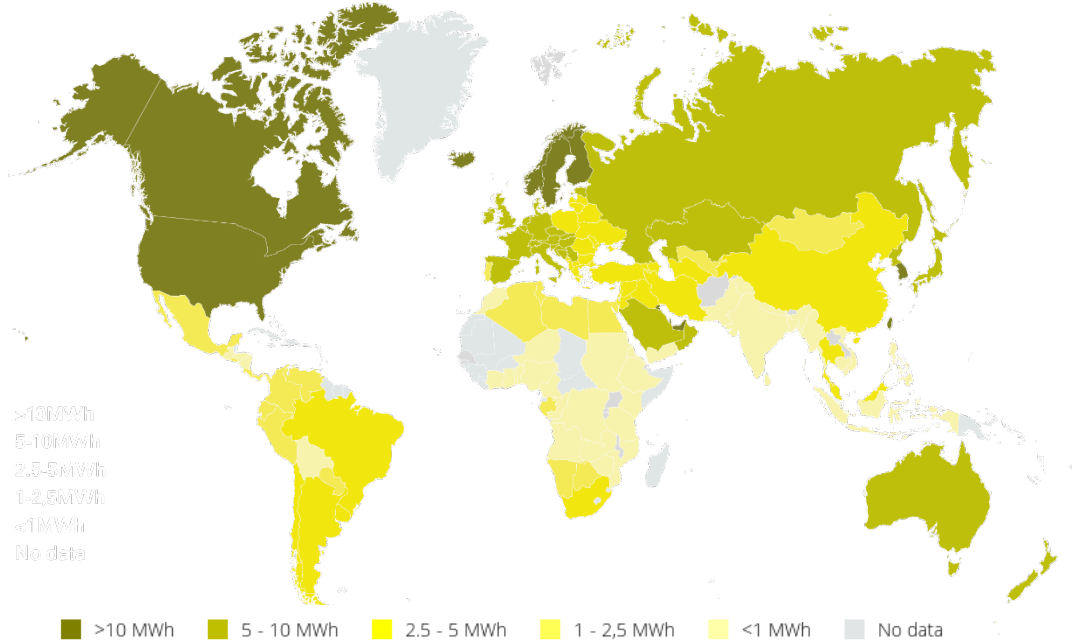 >10MWh
5-10MWh
2.5-5MWh
1-2,5MWh
<1MWh
No data
>10 MWh 5 - 10 MWh 2.5 - 5 MWh 1 - 2,5 MWh <1 MWh No data